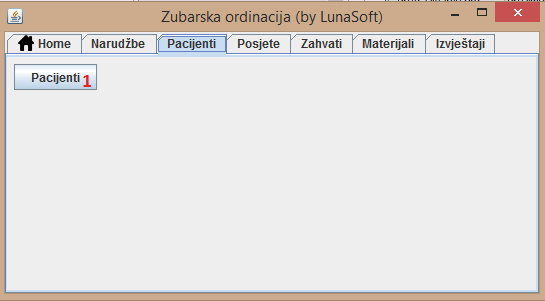 Zubarska ordinacija (by LunaSoft)
Home Narudžbe Pacijenti Posjete Zahvati Materijali Izvještaji
Pacijenti 1